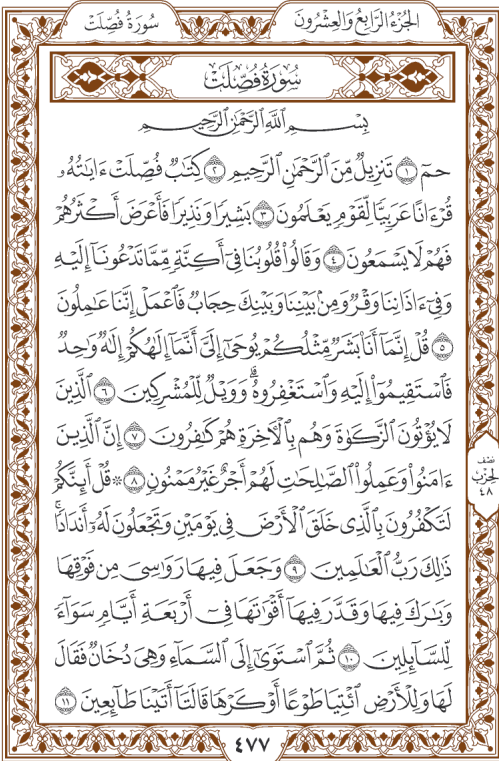 سُورَةُ فُصِّلَتۡ
الجُزۡءُ الرَّابِعُ وَالعِشۡرُونَ
سُورَةُ فُصِّلَتۡ
بِسۡمِ ٱللَّهِ ٱلرَّحۡمَٰنِ ٱلرَّحِيمِ
حمٓ ١ تَنزِيلٞ مِّنَ ٱلرَّحۡمَٰنِ ٱلرَّحِيمِ ٢ كِتَٰبٞ فُصِّلَتۡ ءَايَٰتُهُۥ
قُرۡءَانًا عَرَبِيّٗا لِّقَوۡمٖ يَعۡلَمُونَ ٣ بَشِيرٗا وَنَذِيرٗا فَأَعۡرَضَ أَكۡثَرُهُمۡ
فَهُمۡ لَا يَسۡمَعُونَ ٤ وَقَالُواْ قُلُوبُنَا فِيٓ أَكِنَّةٖ مِّمَّا تَدۡعُونَآ إِلَيۡهِ
وَفِيٓ ءَاذَانِنَا وَقۡرٞ وَمِنۢ بَيۡنِنَا وَبَيۡنِكَ حِجَابٞ فَٱعۡمَلۡ إِنَّنَا عَٰمِلُونَ
٥ قُلۡ إِنَّمَآ أَنَا۠ بَشَرٞ مِّثۡلُكُمۡ يُوحَىٰٓ إِلَيَّ أَنَّمَآ إِلَٰهُكُمۡ إِلَٰهٞ وَٰحِدٞ
فَٱسۡتَقِيمُوٓاْ إِلَيۡهِ وَٱسۡتَغۡفِرُوهُۗ وَوَيۡلٞ لِّلۡمُشۡرِكِينَ ٦ ٱلَّذِينَ
لَا يُؤۡتُونَ ٱلزَّكَوٰةَ وَهُم بِٱلۡأٓخِرَةِ هُمۡ كَٰفِرُونَ ٧ إِنَّ ٱلَّذِينَ
ءَامَنُواْ وَعَمِلُواْ ٱلصَّٰلِحَٰتِ لَهُمۡ أَجۡرٌ غَيۡرُ مَمۡنُونٖ ٨ ۞ قُلۡ أَئِنَّكُمۡ
لَتَكۡفُرُونَ بِٱلَّذِي خَلَقَ ٱلۡأَرۡضَ فِي يَوۡمَيۡنِ وَتَجۡعَلُونَ لَهُۥٓ أَندَادٗاۚ
ذَٰلِكَ رَبُّ ٱلۡعَٰلَمِينَ ٩ وَجَعَلَ فِيهَا رَوَٰسِيَ مِن فَوۡقِهَا
وَبَٰرَكَ فِيهَا وَقَدَّرَ فِيهَآ أَقۡوَٰتَهَا فِيٓ أَرۡبَعَةِ أَيَّامٖ سَوَآءٗ
لِّلسَّآئِلِينَ ١٠ ثُمَّ ٱسۡتَوَىٰٓ إِلَى ٱلسَّمَآءِ وَهِيَ دُخَانٞ فَقَالَ
لَهَا وَلِلۡأَرۡضِ ٱئۡتِيَا طَوۡعًا أَوۡ كَرۡهٗا قَالَتَآ أَتَيۡنَا طَآئِعِينَ ١١
نصف
الحزب
٤٨
٤٧٧